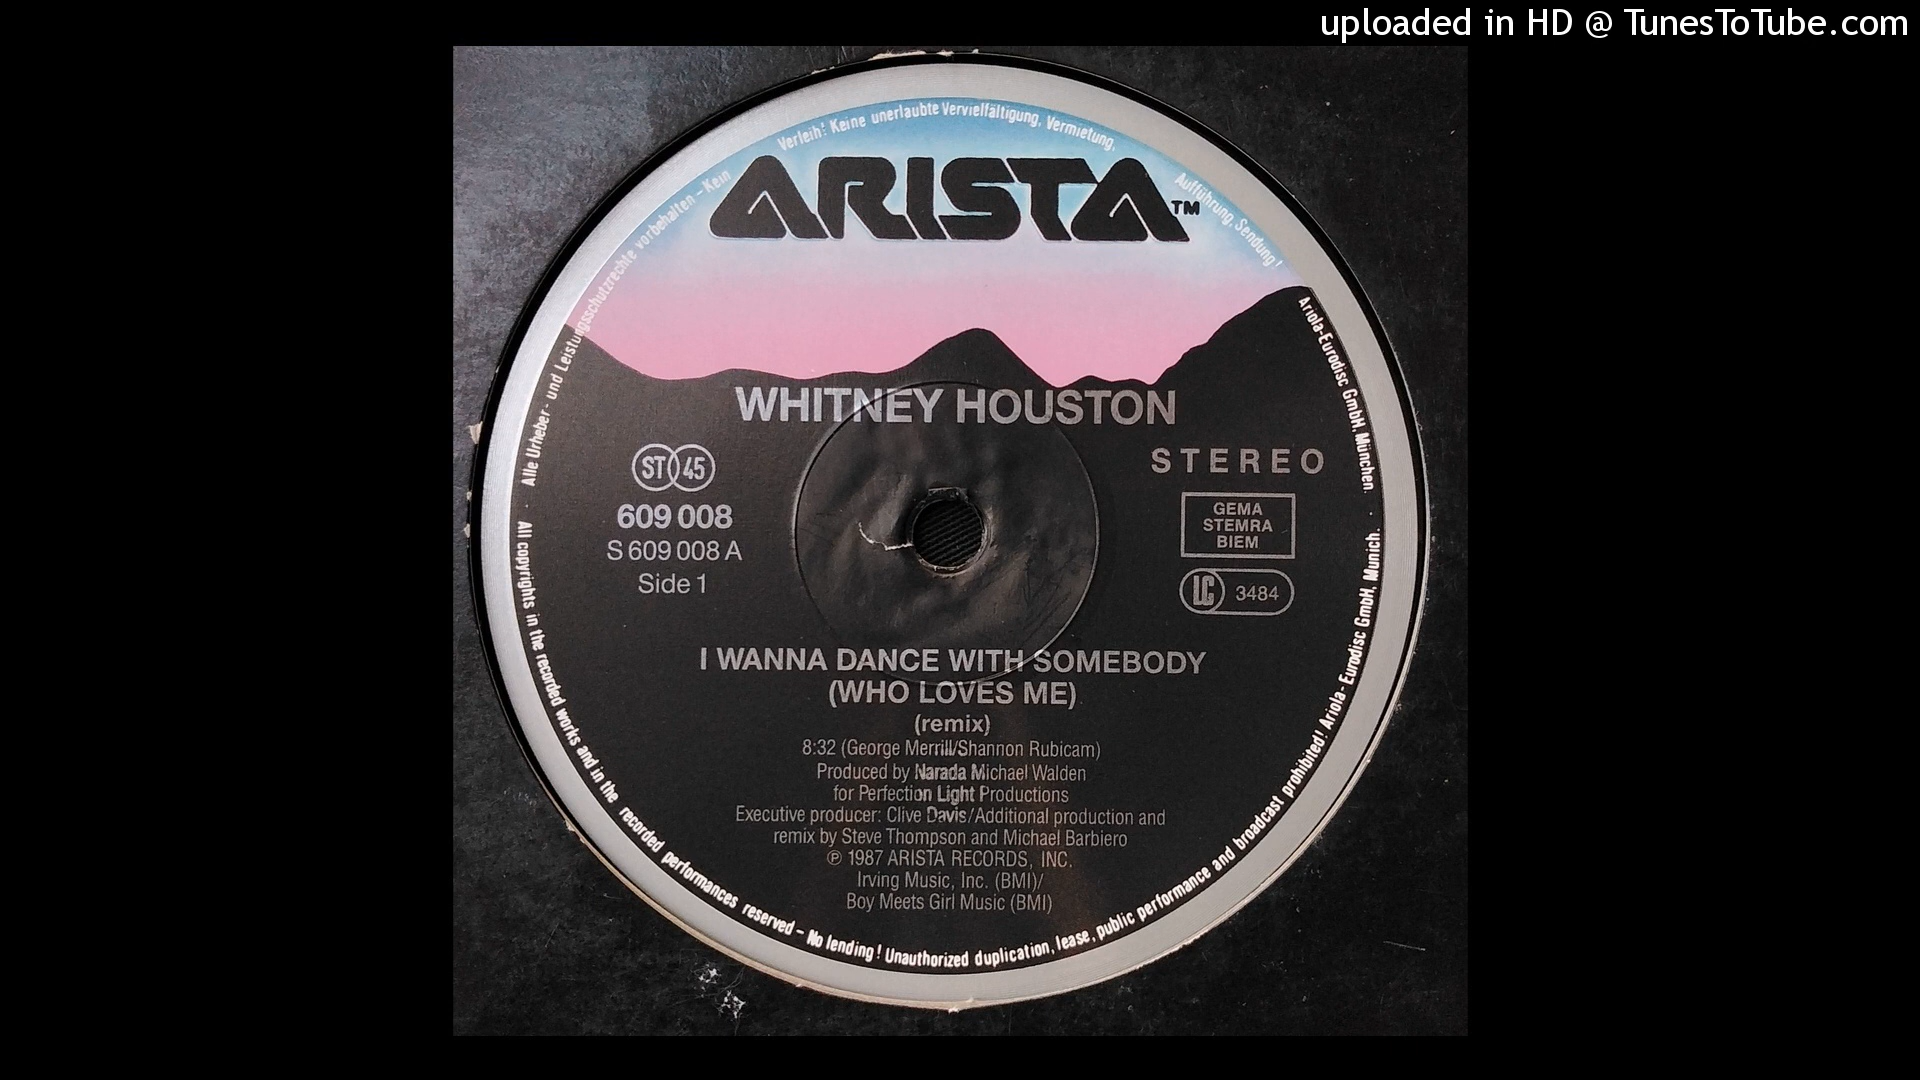 uploaded in HD @ TunesToTube.com
Alle Urheber- und Leistungsschutzrechte vorbehalten – Kein Verleih! Keine unerlaubte Vervielfältigung, Vermietung, Aufführung, Sendung!
ARISTA™
Ariola-Eurodisc GmbH, München.
WHITNEY HOUSTON
ST 45
609 008
S 609 008 A
Side 1
STEREO
GEMA
STEMRA
BIEM
LC 3484
I WANNA DANCE WITH SOMEBODY
(WHO LOVES ME)
(remix)
8:32 (George Merrill/Shannon Rubicam)
Produced by Narada Michael Walden
for Perfection Light Productions
Executive producer: Clive Davis/Additional production and
remix by Steve Thompson and Michael Barbiero
℗ 1987 ARISTA RECORDS, INC.
Irving Music, Inc. (BMI)/
Boy Meets Girl Music (BMI)
All copyrights in the recorded works and in the recorded performances reserved – No lending! Unauthorized duplication, lease, public performance and broadcast prohibited! Ariola-Eurodisc GmbH, Munich.